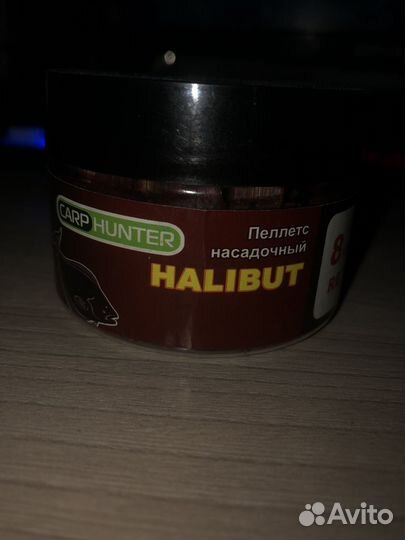 CARP HUNTER
Пеллетс
насадочный
HALIBUT
8
Avito